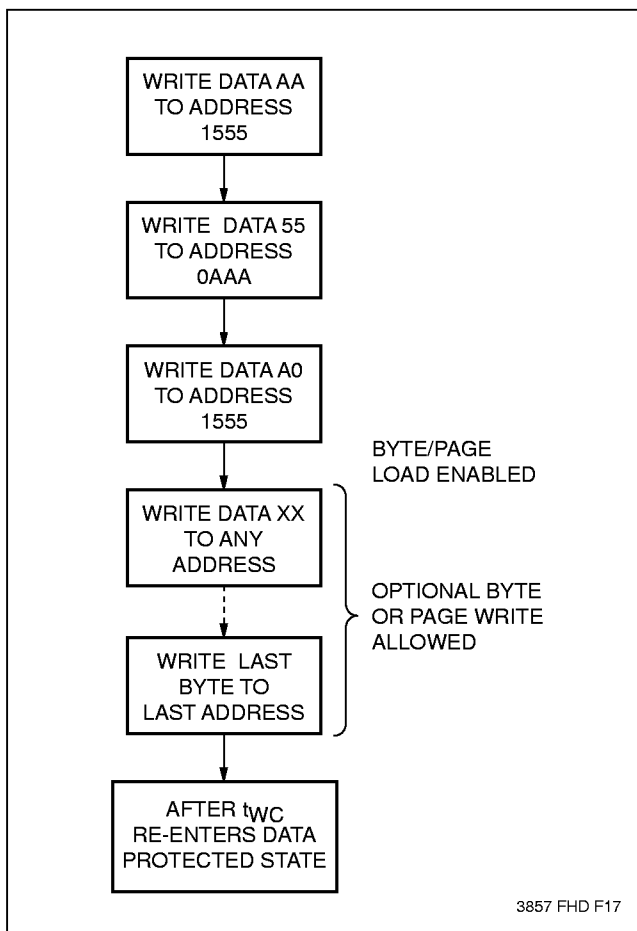 WRITE DATA AA
TO ADDRESS
1555
WRITE DATA 55
TO ADDRESS
0AAA
WRITE DATA A0
TO ADDRESS
1555
BYTE/PAGE
LOAD ENABLED
WRITE DATA XX
TO ANY
ADDRESS
OPTIONAL BYTE
OR PAGE WRITE
ALLOWED
WRITE LAST
BYTE TO
LAST ADDRESS
AFTER tWC
RE-ENTERS DATA
PROTECTED STATE
3857 FHD F17